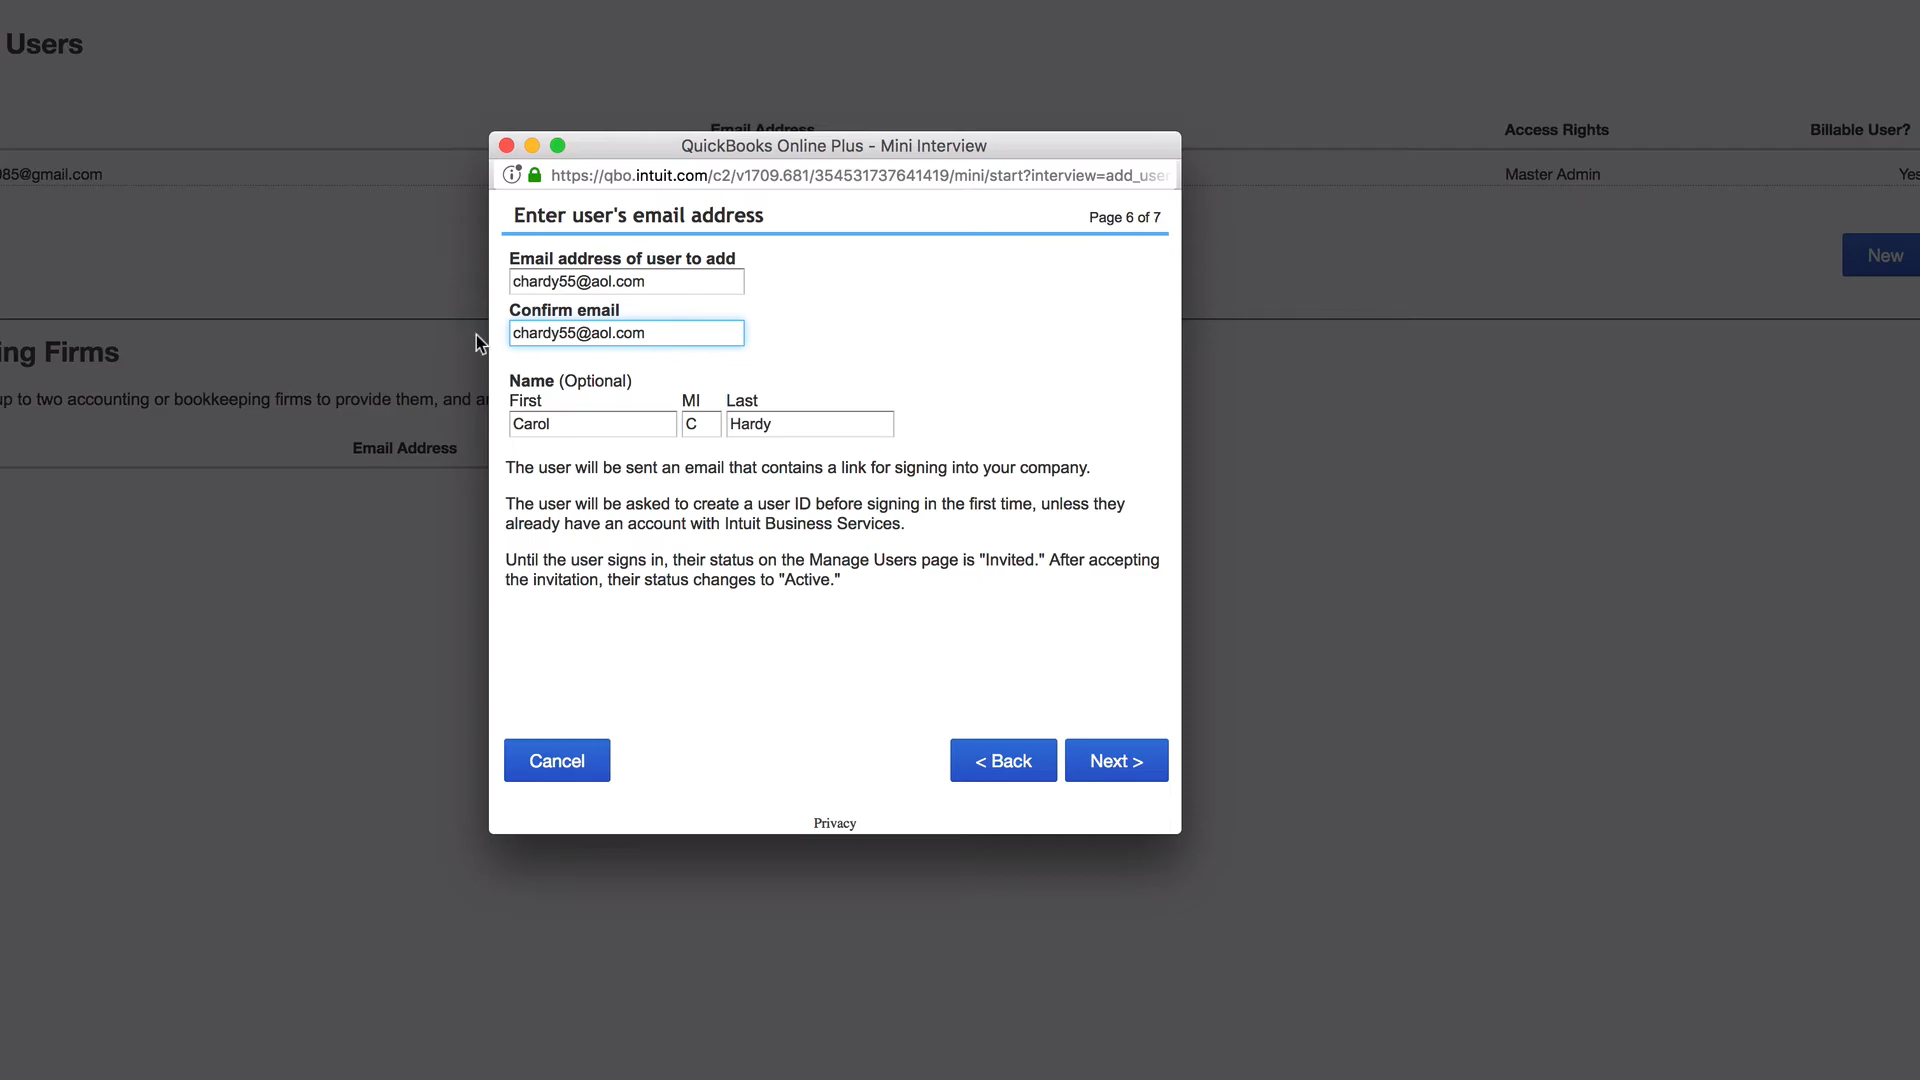 Users
Email Address
Access Rights
Billable User?
085@gmail.com
Master Admin
Yes
New
ing Firms
up to two accounting or bookkeeping firms to provide them, and a
Email Address
QuickBooks Online Plus - Mini Interview
https://qbo.intuit.com/c2/v1709.681/354531737641419/mini/start?interview=add_user
Enter user's email address
Page 6 of 7
Email address of user to add
chardy55@aol.com
Confirm email
chardy55@aol.com
Name (Optional)
First MI Last
Carol C Hardy
The user will be sent an email that contains a link for signing into your company.
The user will be asked to create a user ID before signing in the first time, unless they
already have an account with Intuit Business Services.
Until the user signs in, their status on the Manage Users page is "Invited." After accepting
the invitation, their status changes to "Active."
Cancel
< Back
Next >
Privacy